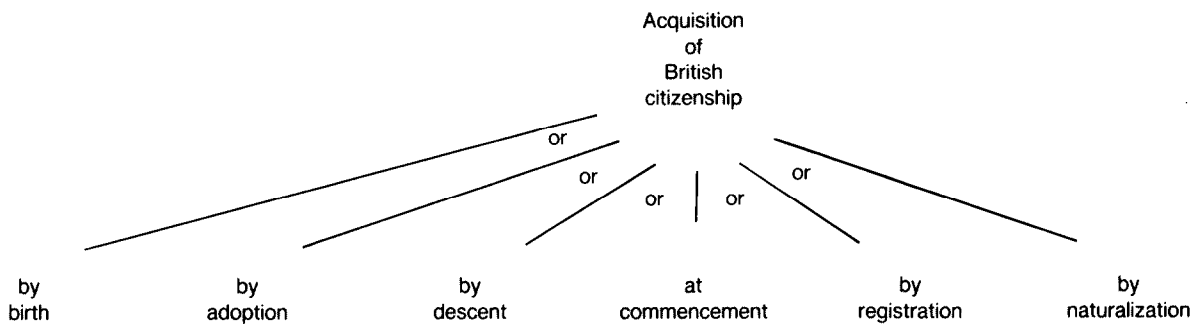 Acquisition
of
British
citizenship
or
or
or
or
or
by
birth
by
adoption
by
descent
at
commencement
by
registration
by
naturalization